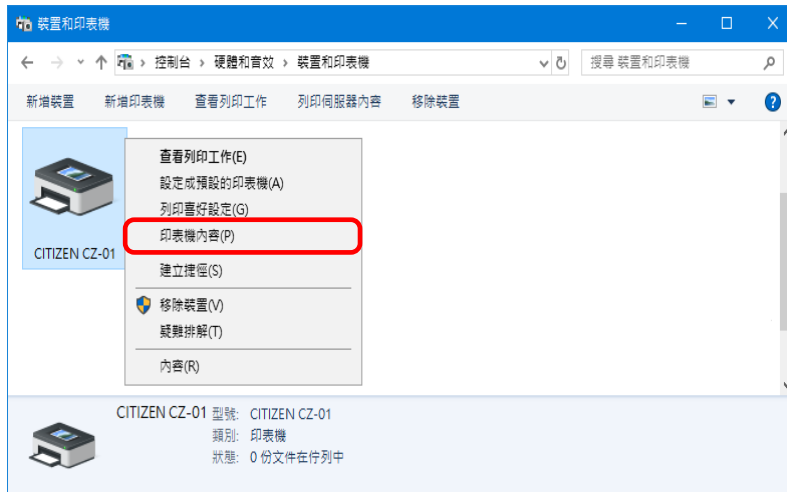 裝置和印表機
控制台 › 硬體和音效 › 裝置和印表機
搜尋 裝置和印表機
新增裝置 新增印表機 查看列印工作 列印伺服器內容 移除裝置
CITIZEN CZ-01
查看列印工作(E)
設定成預設的印表機(A)
列印喜好設定(G)
印表機內容(P)
建立捷徑(S)
移除裝置(V)
疑難排解(T)
內容(R)
CITIZEN CZ-01 型號: CITIZEN CZ-01
類別: 印表機
狀態: 0 份文件在佇列中